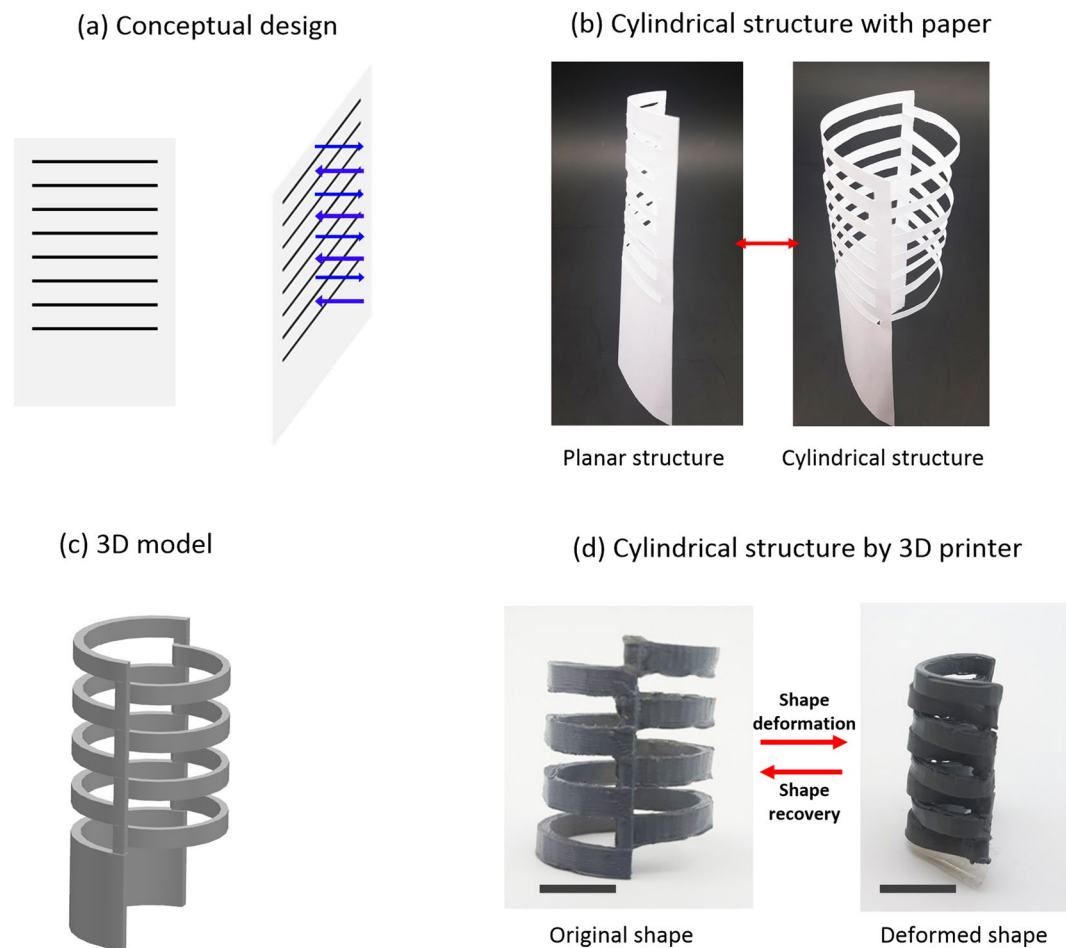 (a) Conceptual design
(b) Cylindrical structure with paper
Planar structure
Cylindrical structure
(c) 3D model
(d) Cylindrical structure by 3D printer
Shape
deformation
Shape
recovery
Original shape
Deformed shape